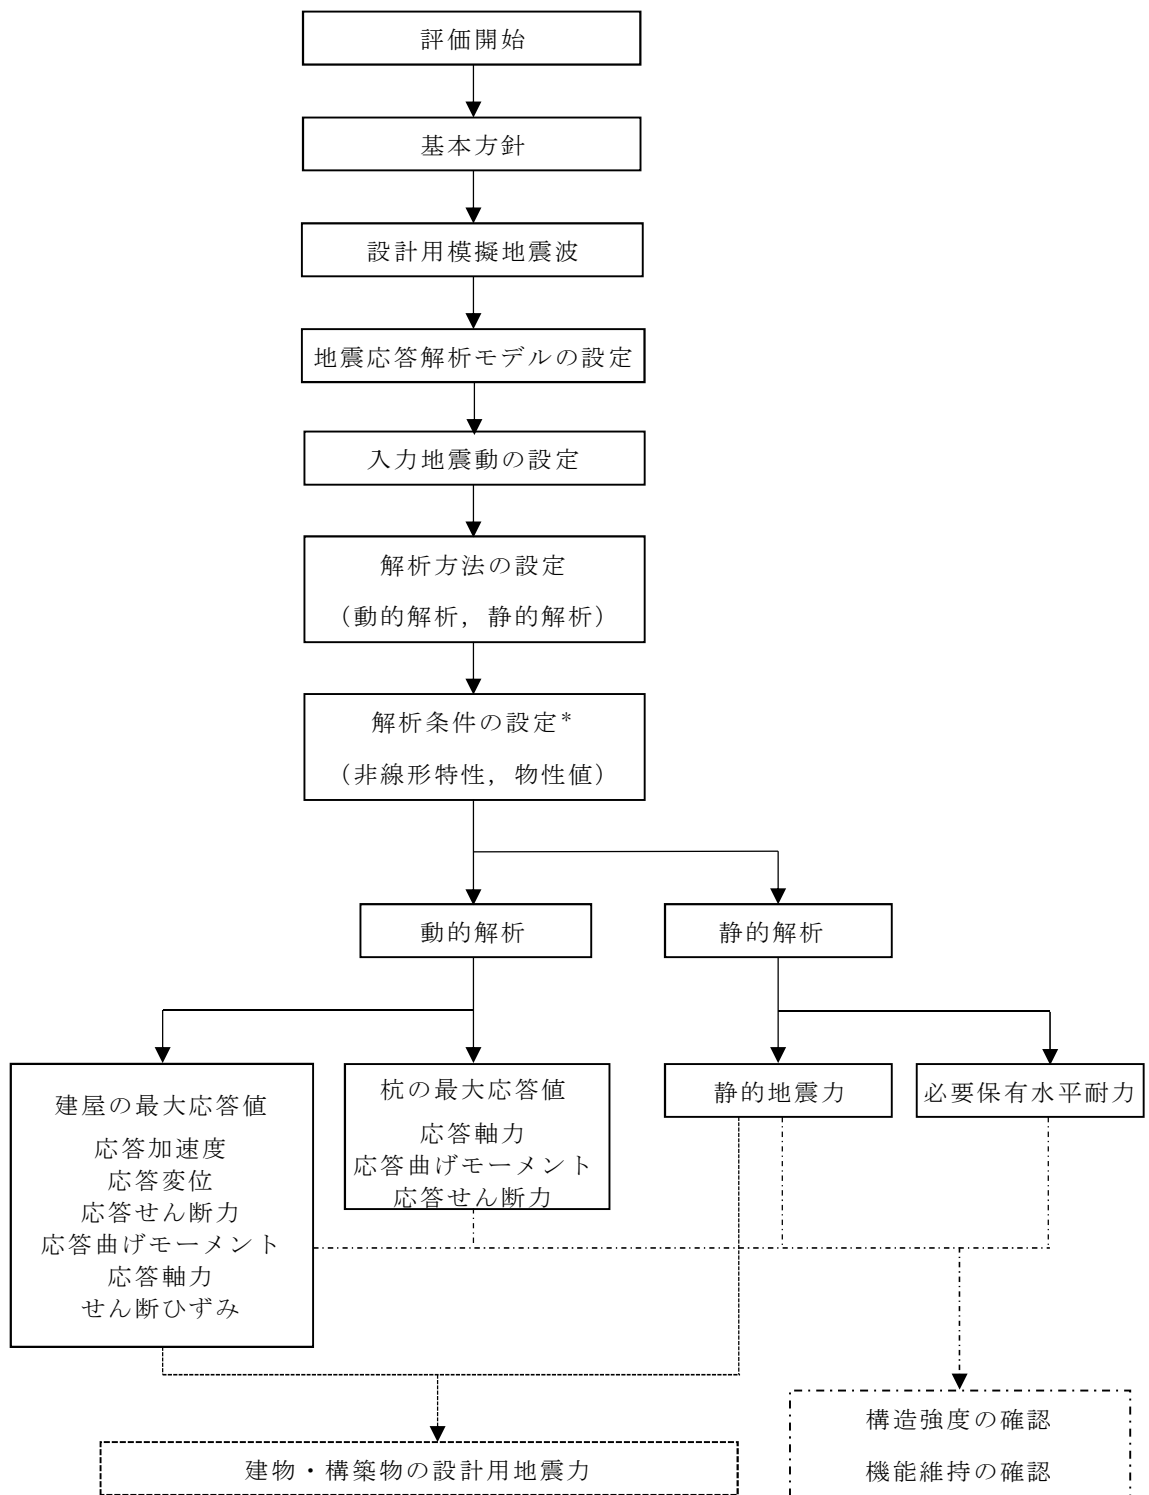 評価開始
基本方針
設計用模擬地震波
地震応答解析モデルの設定
入力地震動の設定
解析方法の設定
（動的解析，静的解析）
解析条件の設定*
（非線形特性，物性値）
動的解析
静的解析
建屋の最大応答値
応答加速度
応答変位
応答せん断力
応答曲げモーメント
応答軸力
せん断ひずみ
杭の最大応答値
応答軸力
応答曲げモーメント
応答せん断力
静的地震力
必要保有水平耐力
建物・構築物の設計用地震力
構造強度の確認
機能維持の確認